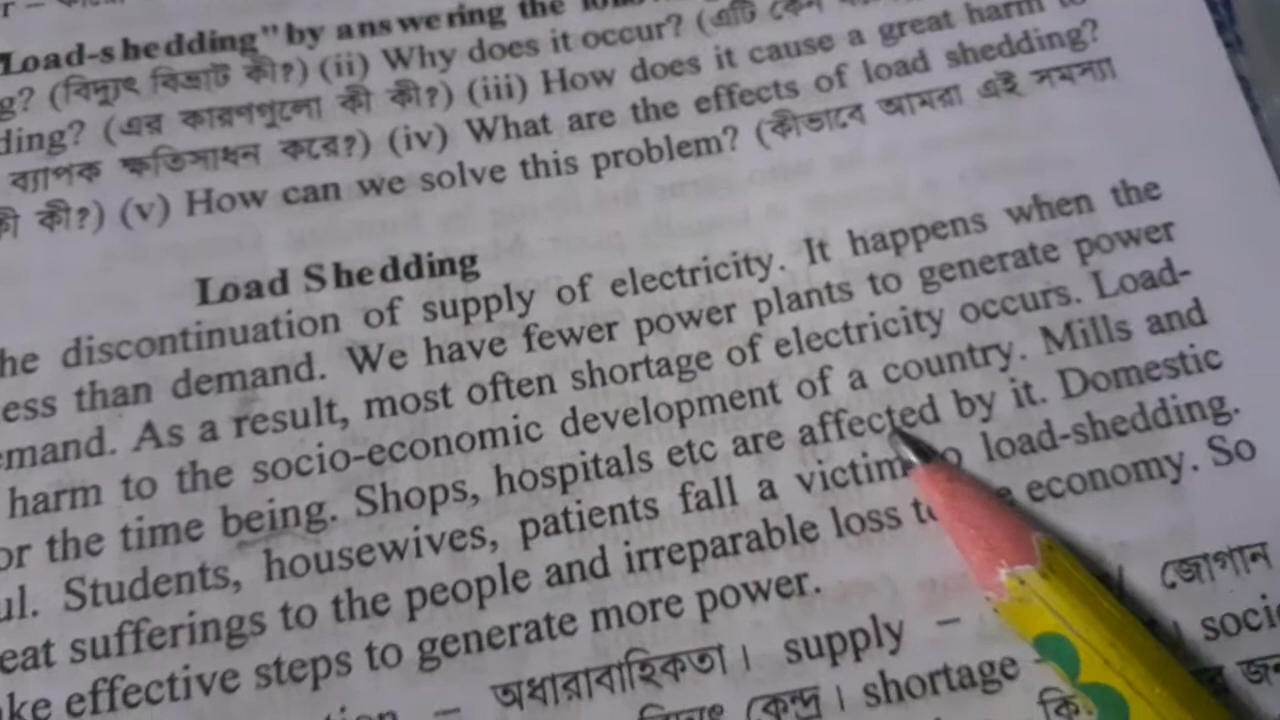 Load-shedding" by answering the
g? (বিদ্যুৎ বিভ্রাট কী?) (ii) Why does it occur? (এটি কেন
ding? (এর কারণগুলো কী কী?) (iii) How does it cause a great harm to
ব্যাপক ক্ষতিসাধন করে?) (iv) What are the effects of load shedding?
কী কী?) (v) How can we solve this problem? (কীভাবে আমরা এই সমস্যা
Load Shedding
he discontinuation of supply of electricity. It happens when the
ess than demand. We have fewer power plants to generate power
emand. As a result, most often shortage of electricity occurs. Load-
harm to the socio-economic development of a country. Mills and
or the time being. Shops, hospitals etc are affected by it. Domestic
ul. Students, housewives, patients fall a victim to load-shedding.
eat sufferings to the people and irreparable loss to economy. So
ke effective steps to generate more power.
tion – অধারাবাহিকতা। supply – জোগান
কেন্দ্র। shortage – socio